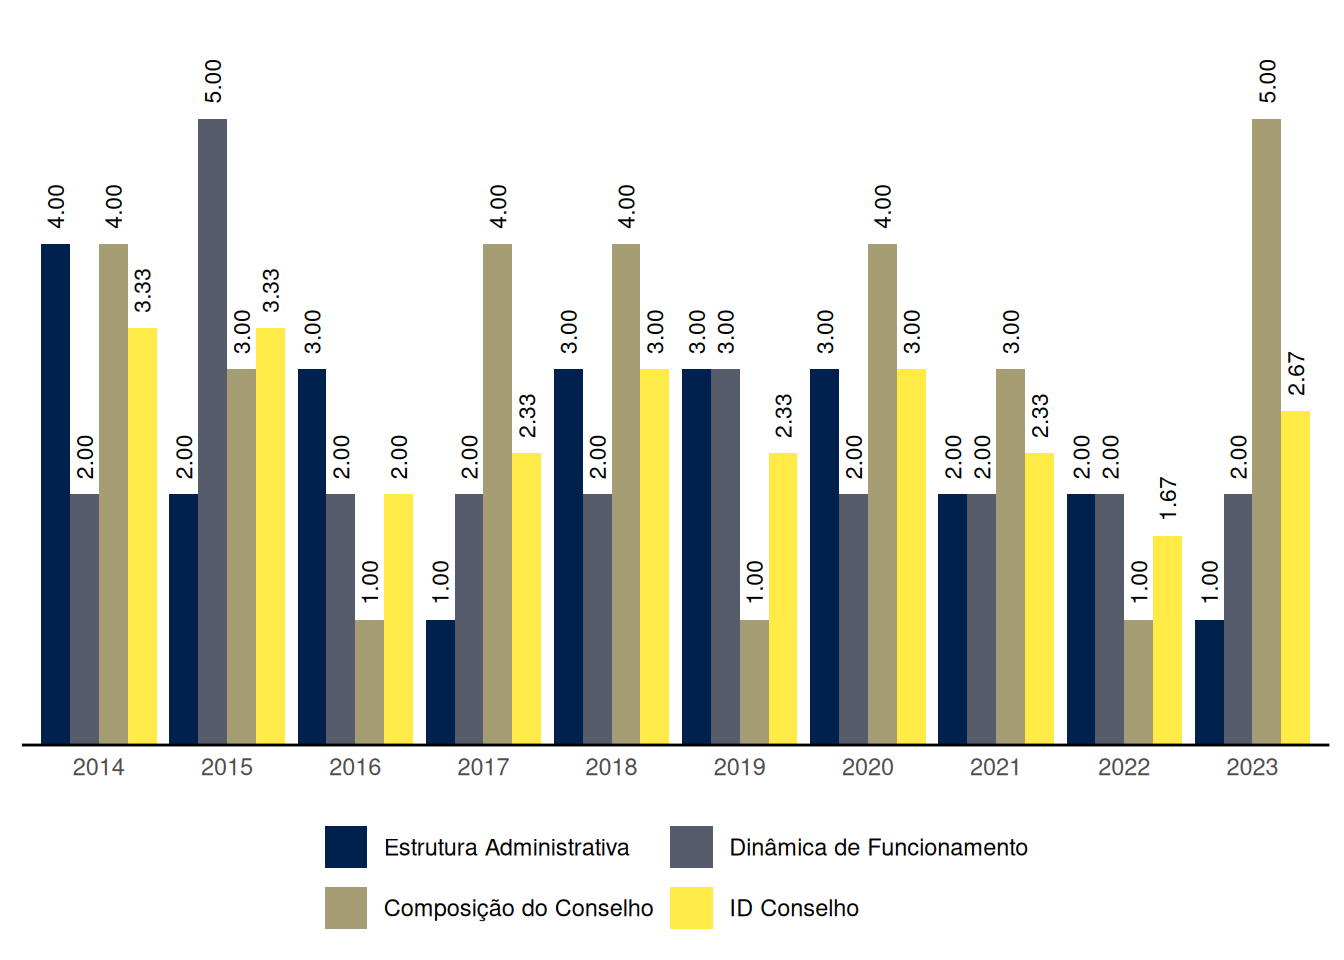 4.00 2.00 4.00 3.33 2.00 5.00 3.00 3.33 3.00 2.00 1.00 2.00 1.00 2.00 4.00 2.33 3.00 2.00 4.00 3.00 3.00 3.00 1.00 2.33 3.00 2.00 4.00 3.00 2.00 2.00 3.00 2.33 2.00 2.00 1.00 1.67 1.00 2.00 5.00 2.67
2014 2015 2016 2017 2018 2019 2020 2021 2022 2023
Estrutura Administrativa Dinâmica de Funcionamento
Composição do Conselho ID Conselho